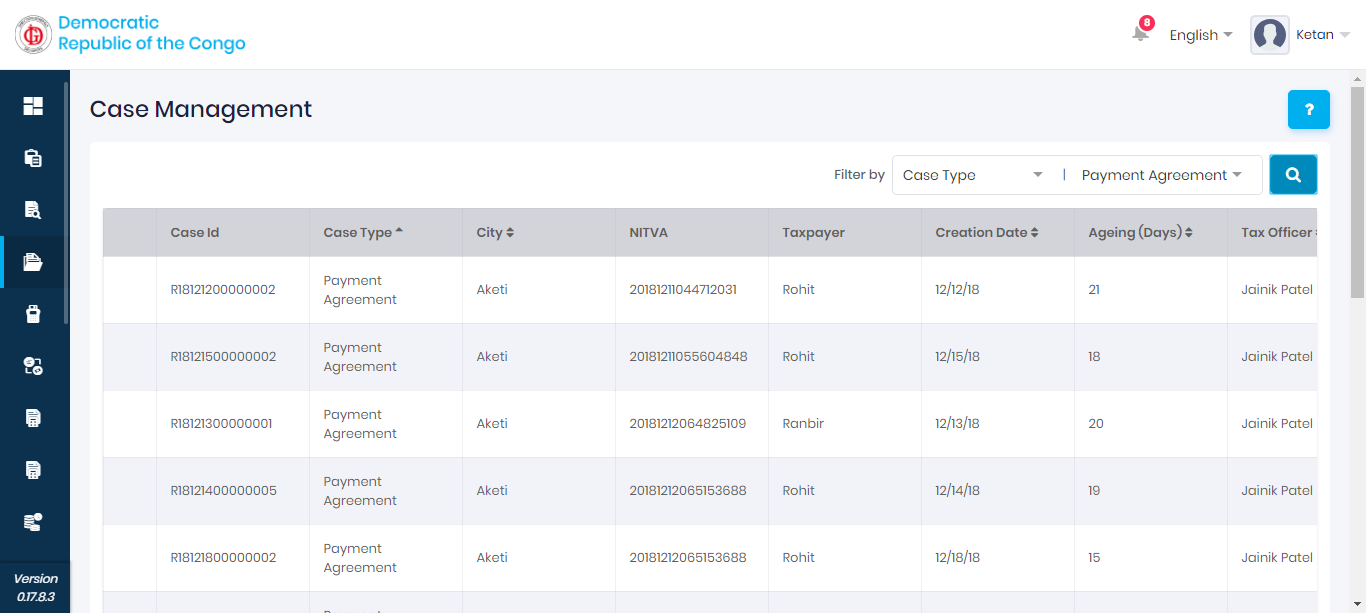 Democratic
Republic of the Congo
8
English
Ketan
Case Management
?
Filter by Case Type | Payment Agreement
Case Id Case Type City NITVA Taxpayer Creation Date Ageing (Days) Tax Officer
R18121200000002 Payment Agreement Aketi 20181211044712031 Rohit 12/12/18 21 Jainik Patel
R18121500000002 Payment Agreement Aketi 20181211055604848 Rohit 12/15/18 18 Jainik Patel
R18121300000001 Payment Agreement Aketi 20181212064825109 Ranbir 12/13/18 20 Jainik Patel
R18121400000005 Payment Agreement Aketi 20181212065153688 Rohit 12/14/18 19 Jainik Patel
R18121800000002 Payment Agreement Aketi 20181212065153688 Rohit 12/18/18 15 Jainik Patel
Version
0.17.8.3